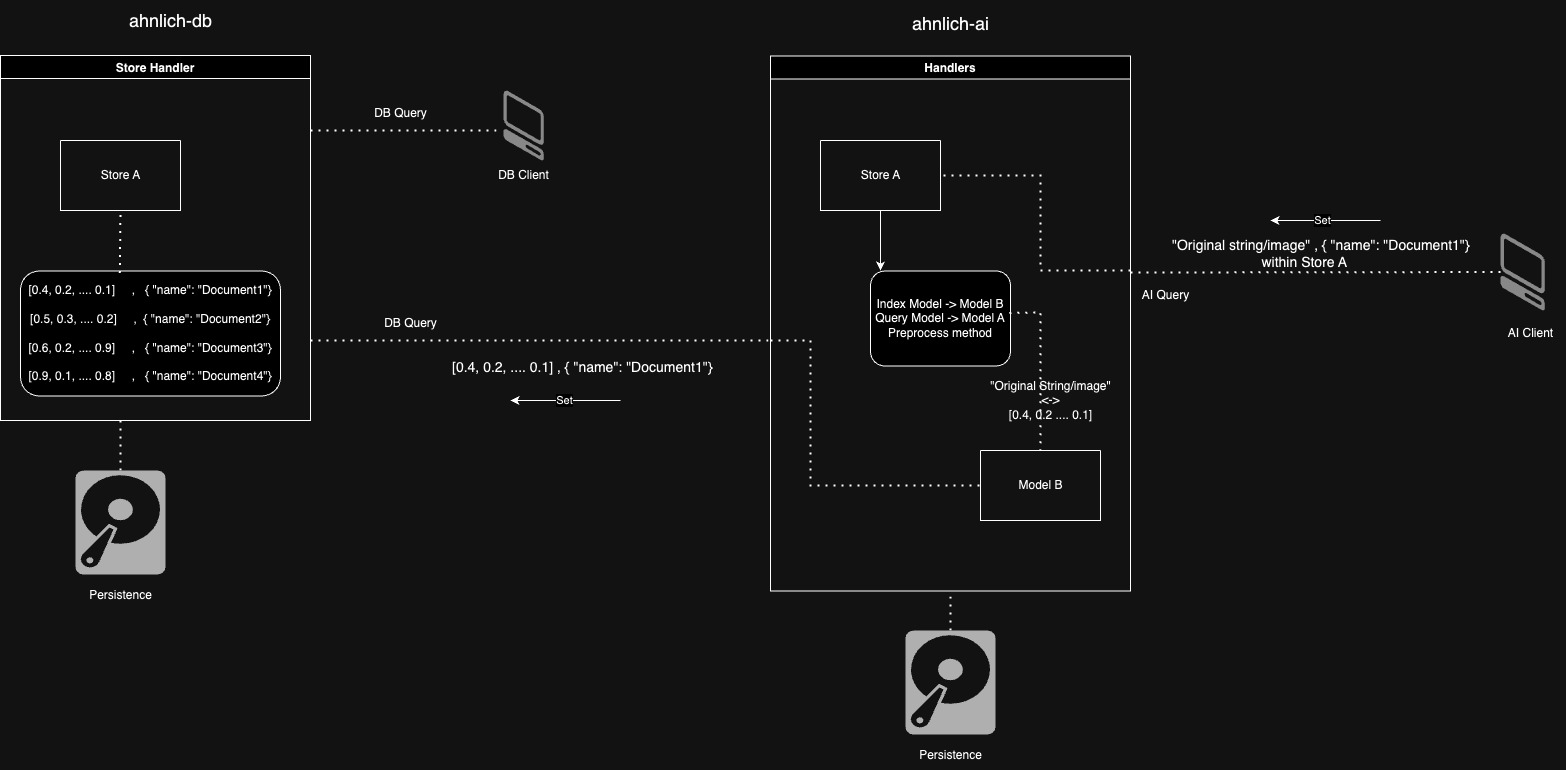 ahnlich-db
Store Handler
Store A
[0.4, 0.2, .... 0.1] , { "name": "Document1"}
[0.5, 0.3, .... 0.2] , { "name": "Document2"}
[0.6, 0.2, .... 0.9] , { "name": "Document3"}
[0.9, 0.1, .... 0.8] , { "name": "Document4"}
Persistence
DB Query
DB Client
DB Query
[0.4, 0.2, .... 0.1] , { "name": "Document1"}
Set
ahnlich-ai
Handlers
Store A
Index Model -> Model B
Query Model -> Model A
Preprocess method
"Original String/image"
<->
[0.4, 0.2 .... 0.1]
Model B
Persistence
Set
"Original string/image" , { "name": "Document1"}
within Store A
AI Query
AI Client